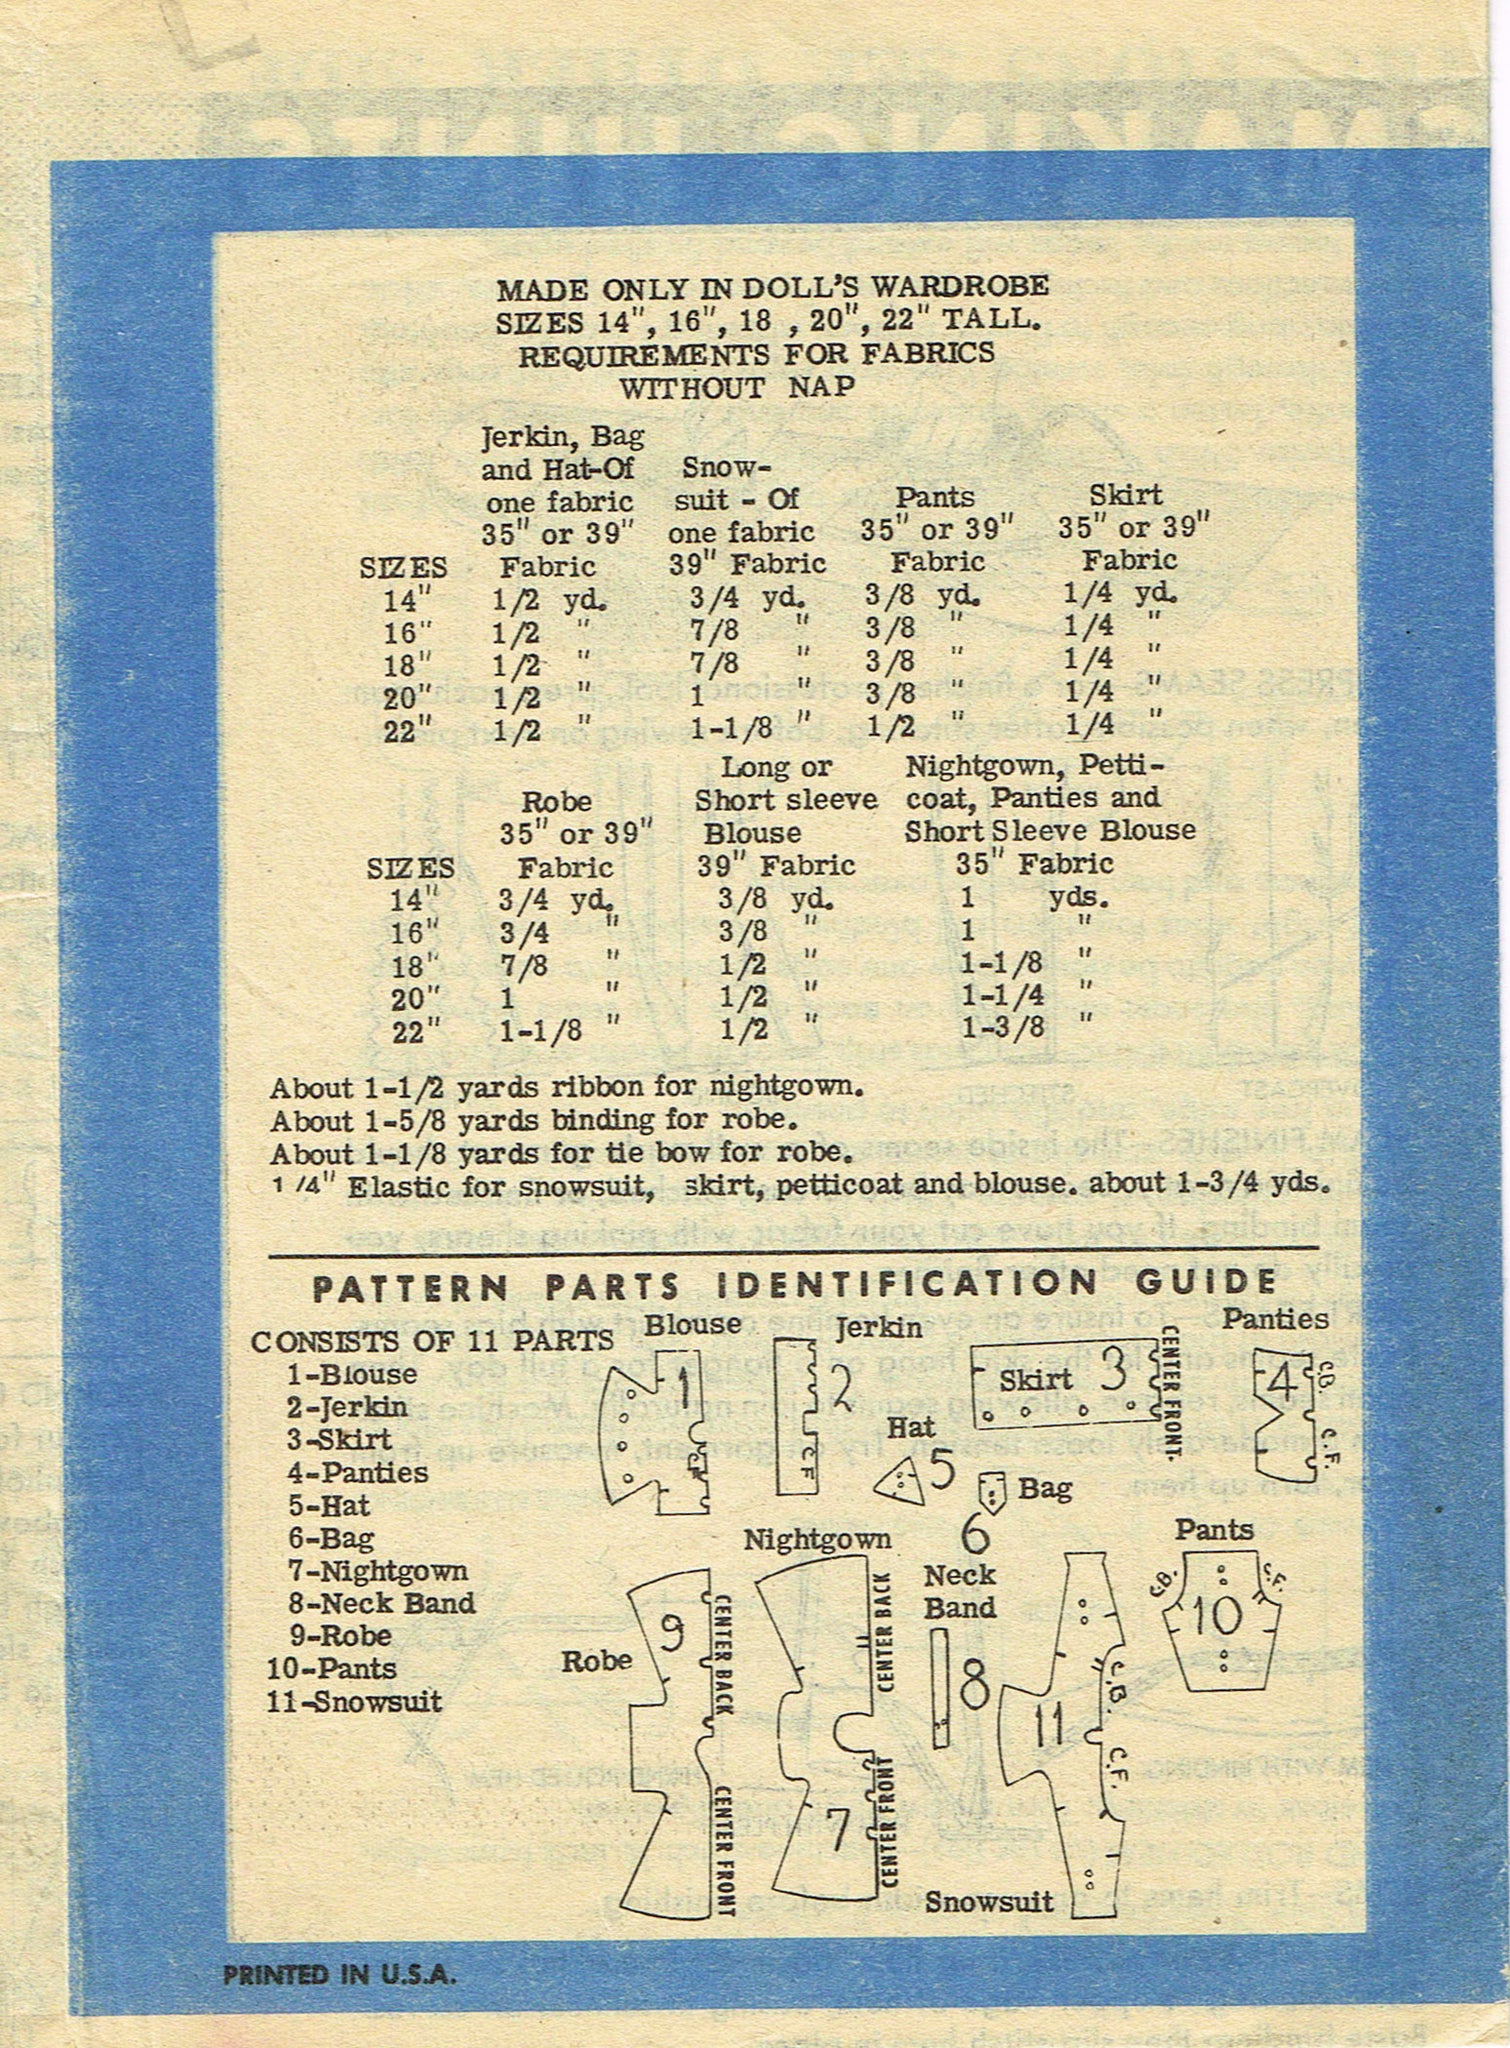 MADE ONLY IN DOLL'S WARDROBE
SIZES 14", 16", 18 , 20", 22" TALL.
REQUIREMENTS FOR FABRICS
WITHOUT NAP
Jerkin, Bag
and Hat-Of Snow-
one fabric suit - Of Pants Skirt
35" or 39" one fabric 35" or 39" 35" or 39"
SIZES Fabric 39" Fabric Fabric Fabric
14" 1/2 yd. 3/4 yd. 3/8 yd. 1/4 yd.
16" 1/2 " 7/8 " 3/8 " 1/4 "
18" 1/2 " 7/8 " 3/8 " 1/4 "
20" 1/2 " 1 " 3/8 " 1/4 "
22" 1/2 " 1-1/8 " 1/2 " 1/4 "
Long or Nightgown, Petti-
Robe Short sleeve coat, Panties and
35" or 39" Blouse Short Sleeve Blouse
SIZES Fabric 39" Fabric 35" Fabric
14" 3/4 yd. 3/8 yd. 1 yds.
16" 3/4 " 3/8 " 1 "
18" 7/8 " 1/2 " 1-1/8 "
20" 1 " 1/2 " 1-1/4 "
22" 1-1/8 " 1/2 " 1-3/8 "
About 1-1/2 yards ribbon for nightgown.
About 1-5/8 yards binding for robe.
About 1-1/8 yards for tie bow for robe.
1/4" Elastic for snowsuit, skirt, petticoat and blouse. about 1-3/4 yds.
PATTERN PARTS IDENTIFICATION GUIDE
CONSISTS OF 11 PARTS
1-Blouse
2-Jerkin
3-Skirt
4-Panties
5-Hat
6-Bag
7-Nightgown
8-Neck Band
9-Robe
10-Pants
11-Snowsuit
Blouse
1
Jerkin
2
CF
Skirt 3
CENTER FRONT.
Panties
4
C.B.
C.F.
Hat
5
Bag
6
Robe
9
CENTER BACK
CENTER FRONT
Nightgown
CENTER BACK
7
CENTER FRONT
Neck
Band
8
Snowsuit
11
C.B.
C.F.
Pants
C.B.
C.F.
10
PRINTED IN U.S.A.